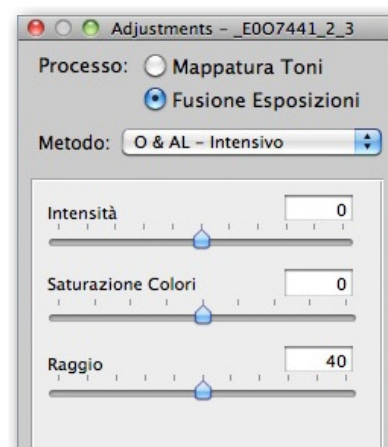 Adjustments - _E0O7441_2_3
Processo: Mappatura Toni
Fusione Esposizioni
Metodo: O & AL - Intensivo
Intensità 0
Saturazione Colori 0
Raggio 40